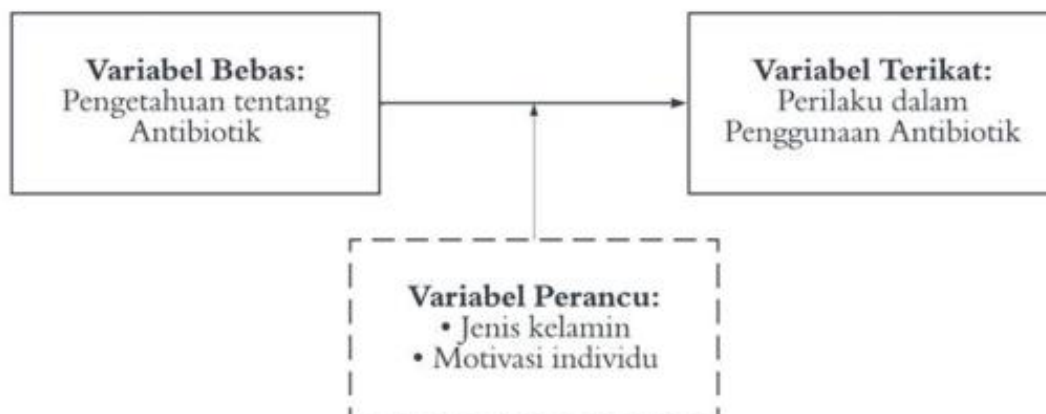 Variabel Bebas:
Pengetahuan tentang
Antibiotik
Variabel Terikat:
Perilaku dalam
Penggunaan Antibiotik
Variabel Perancu:
• Jenis kelamin
• Motivasi individu